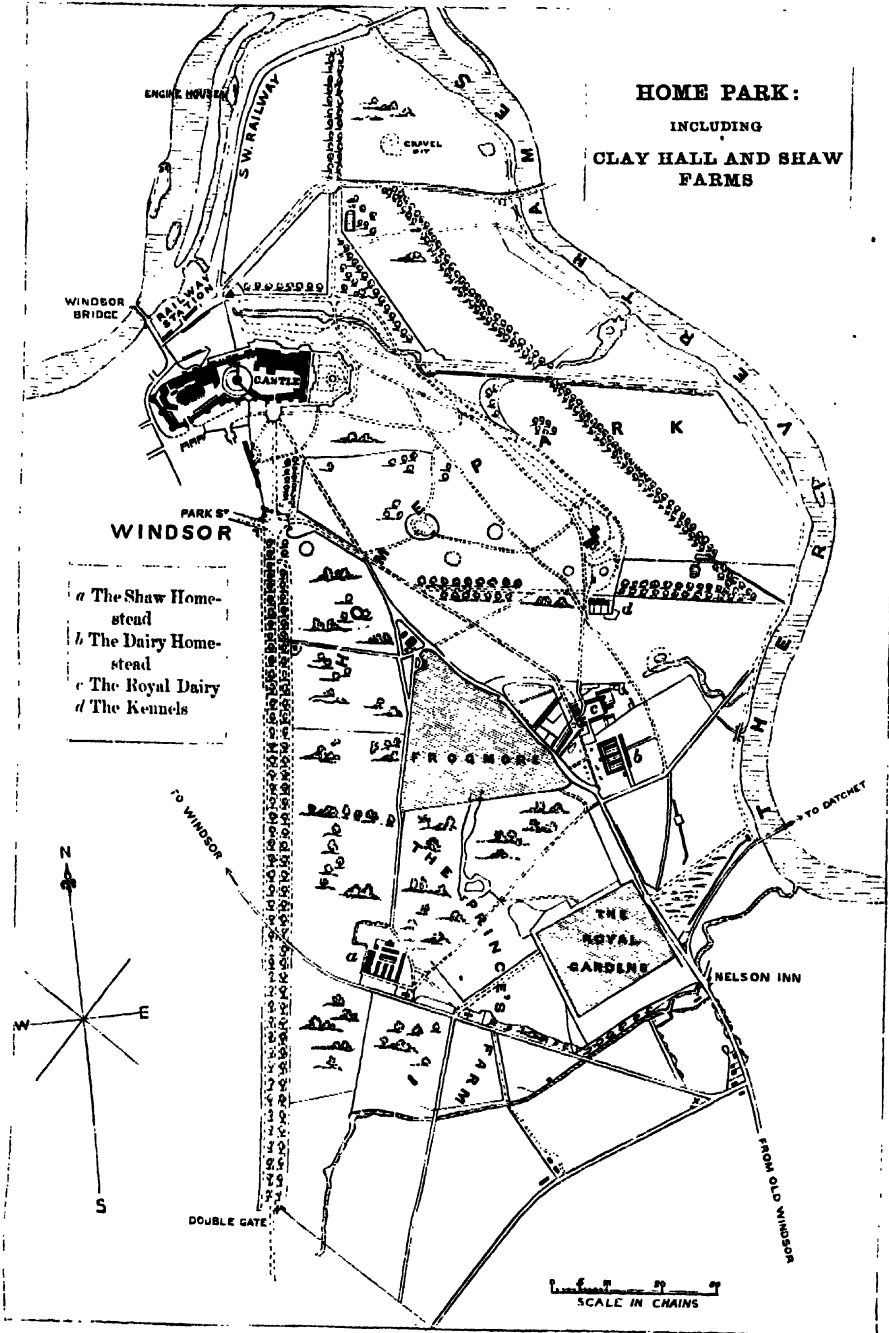 HOME PARK:
INCLUDING
CLAY HALL AND SHAW
FARMS
ENGINE HOUSE
S.W. RAILWAY
GRAVEL
PIT
THE RIVER THAMES
WINDSOR
BRIDGE
RAILWAY
STATION
CASTLE
HOME PARK
PARK ST
WINDSOR
a The Shaw Home-
stead
b The Dairy Home-
stead
c The Royal Dairy
d The Kennels
d
c
b
FROGMORE
TO WINDSOR
TO DATCHET
THE PRINCE'S FARM
THE
ROYAL
GARDENS
a
NELSON INN
N
W
E
S
FROM OLD WINDSOR
DOUBLE GATE
SCALE IN CHAINS